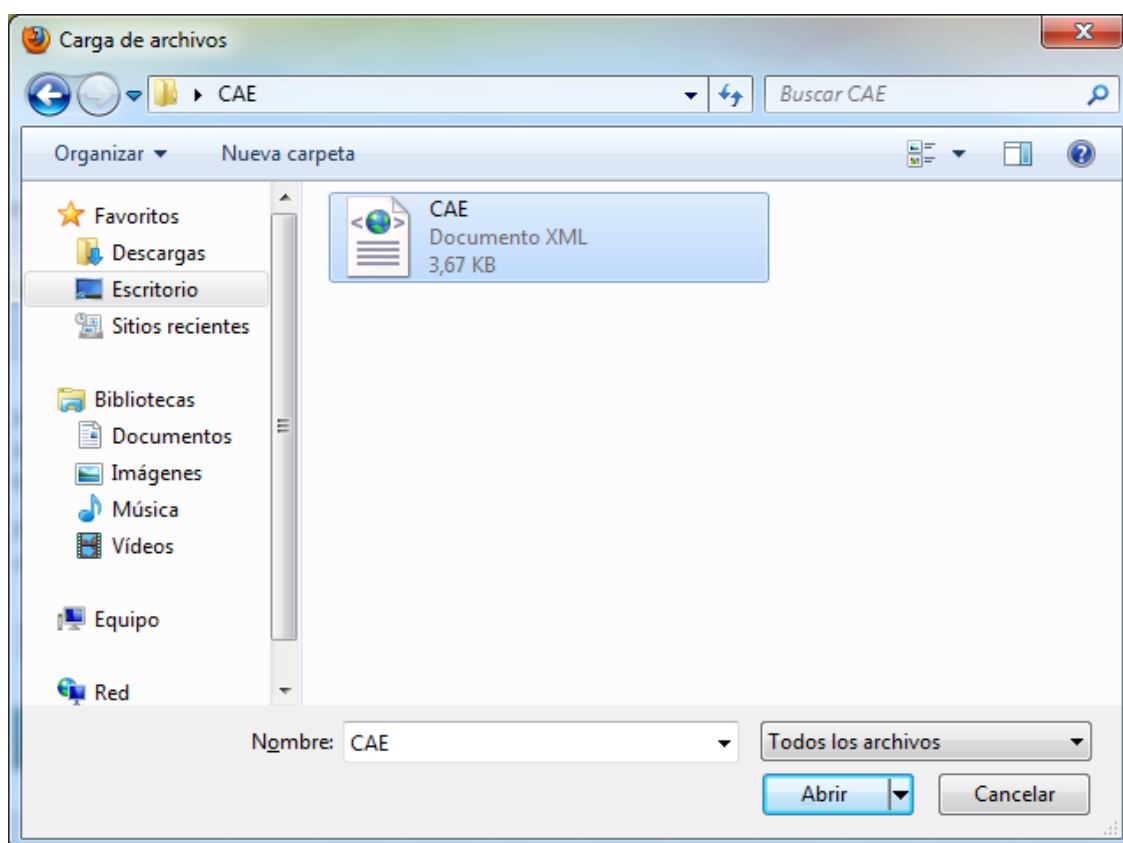 Carga de archivos
CAE
Buscar CAE
Organizar
Nueva carpeta
Favoritos
Descargas
Escritorio
Sitios recientes
Bibliotecas
Documentos
Imágenes
Música
Vídeos
Equipo
Red
CAE
Documento XML
3,67 KB
Nombre: CAE
Todos los archivos
Abrir
Cancelar